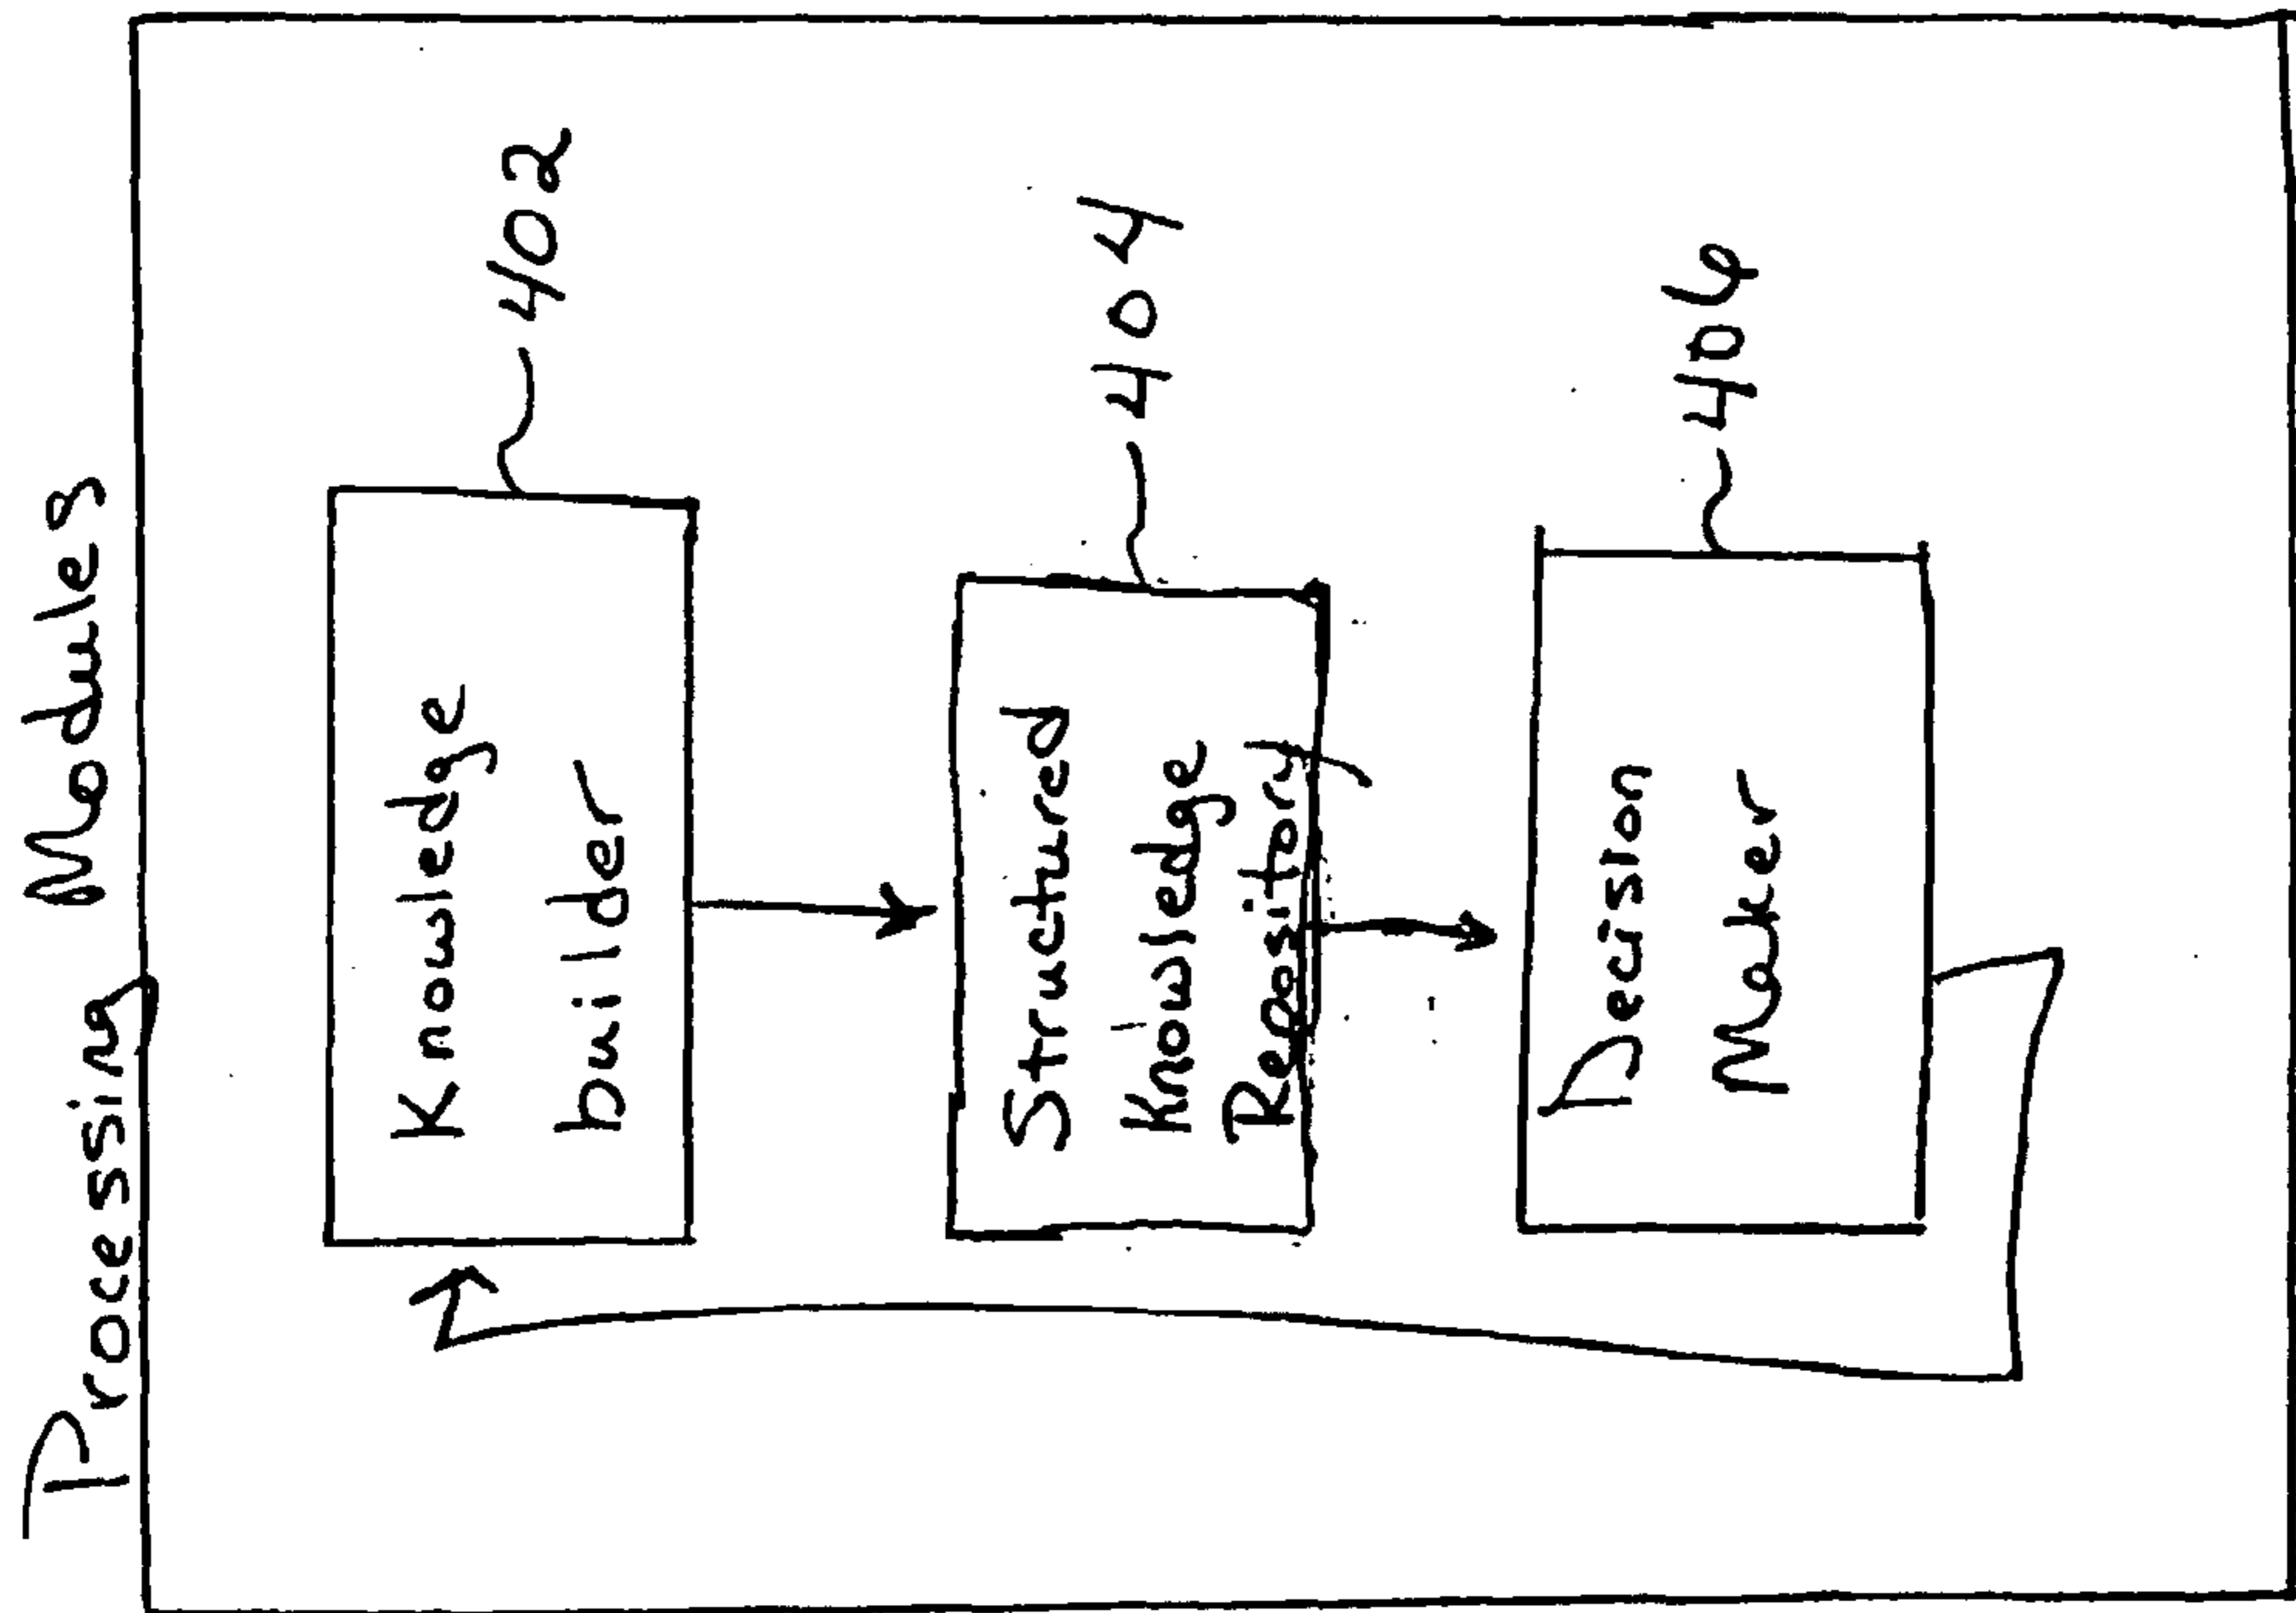 Processing Modules
Knowledge
builder
402
Structured
Knowledge
Repository
404
Decision
Maker
406